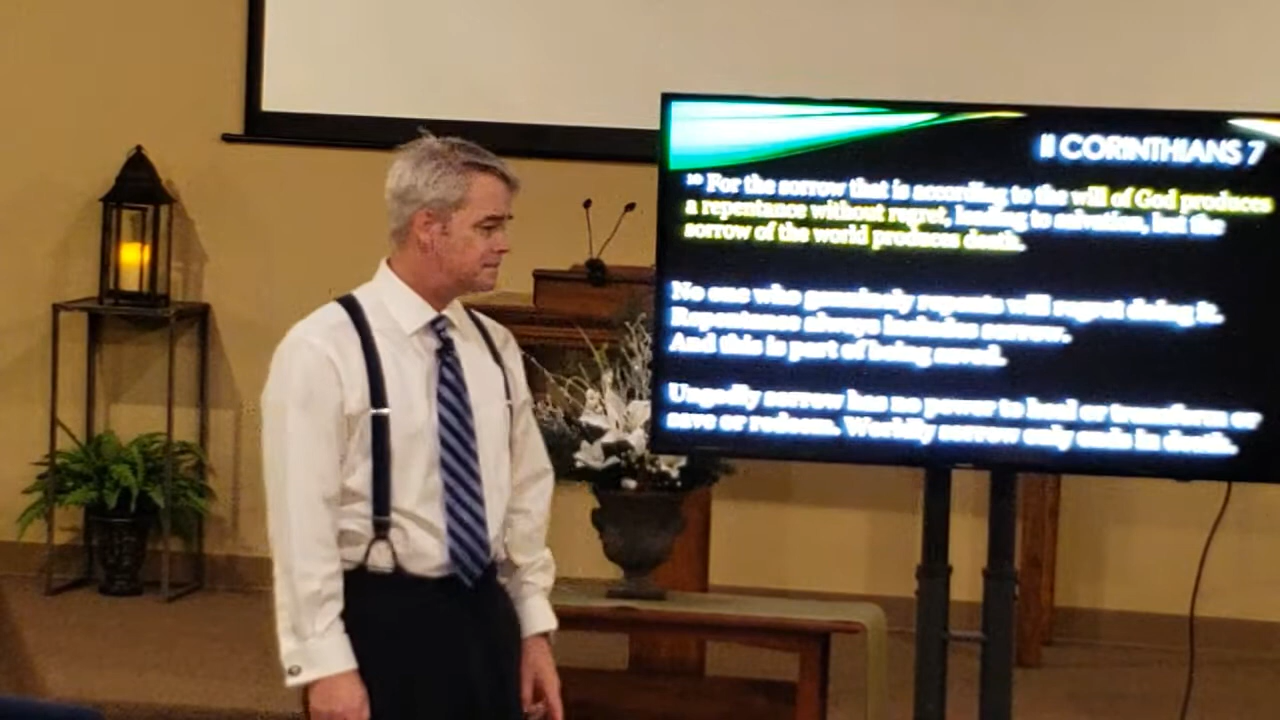 II CORINTHIANS 7
10 For the sorrow that is according to the will of God produces
a repentance without regret, leading to salvation, but the
sorrow of the world produces death.
No one who genuinely repents will regret doing it.
Repentance always includes sorrow.
And this is part of being saved.
Ungodly sorrow has no power to heal or transform or
save or redeem. Worldly sorrow only ends in death.